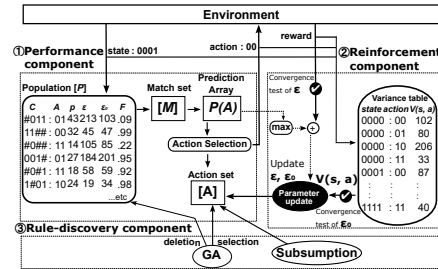 Environment
reward
①Performance component
state : 0001
action : 00
②Reinforcement component
Population [P]
C A p ε ε₀ F
#011 : 01 43 213 103 .09
11## : 00 32 45 47 .99
#0## : 11 14 105 85 .22
001# : 01 27 184 201 .95
#0#1 : 11 18 58 59 .92
1#01 : 10 24 19 34 .98
...etc
Match set
[M]
Prediction
Array
P(A)
Action Selection
Action set
[A]
Convergence
test of ε
max
+
Update
ε, ε₀
V(s, a)
Parameter
update
Convergence
test of ε₀
Variance table
state action V(s, a)
0000 : 00 102
0000 : 01 80
0000 : 10 206
0000 : 11 33
0001 : 00 87
: : :
: : :
1111 : 11 40
③Rule-discovery component
deletion
selection
GA
Subsumption